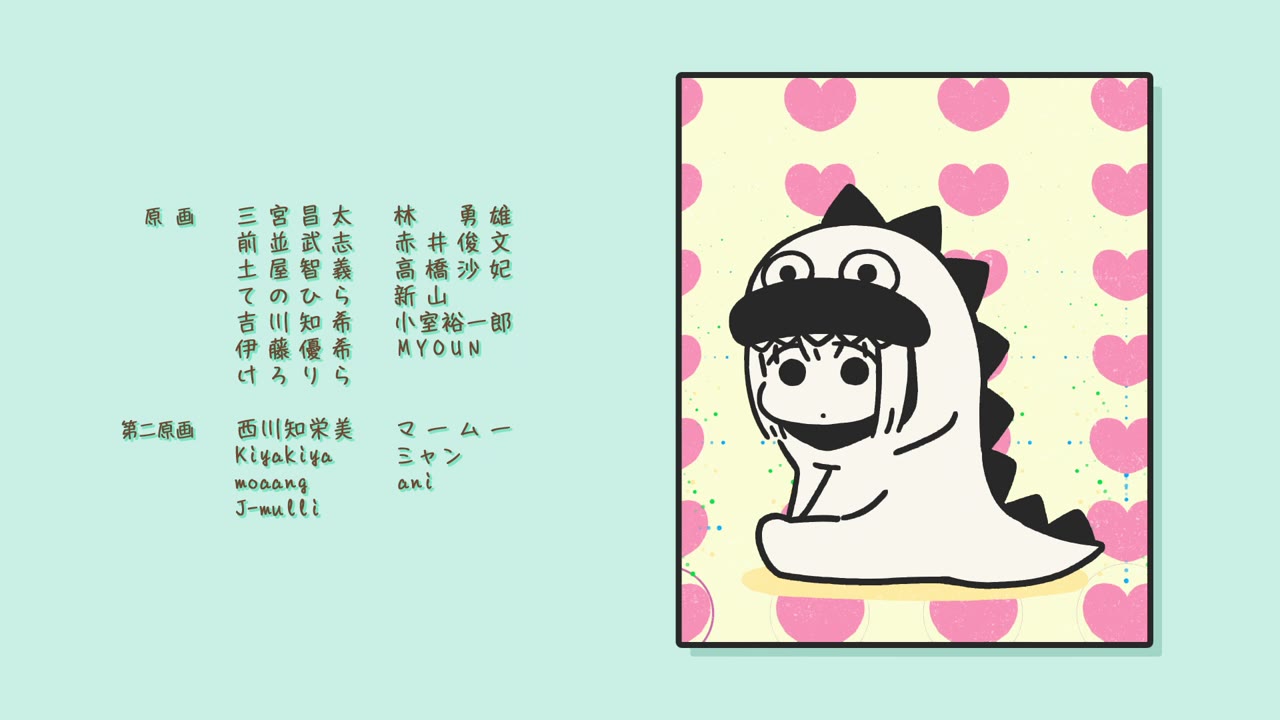 原画 三宮昌太 林 勇雄
前並武志 赤井俊文
土屋智義 高橋沙妃
てのひら 新山
吉川知希 小室裕一郎
伊藤優希 MYOUN
けろりら
第二原画 西川知栄美 マームー
Kiyakiya ミャン
moaang ani
J-mulli